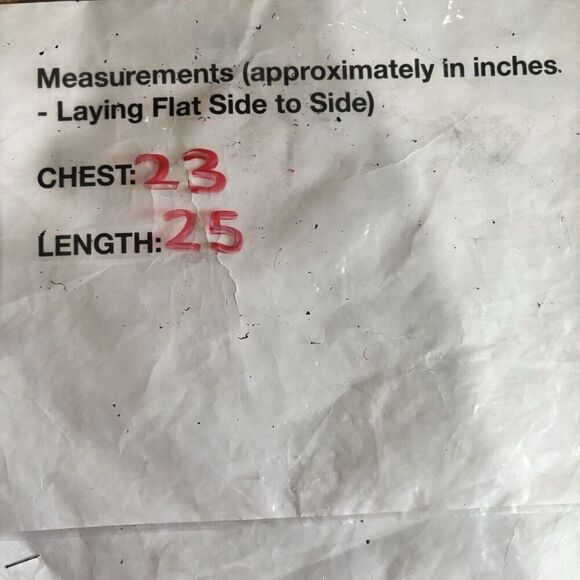 Measurements (approximately in inches.
- Laying Flat Side to Side)
CHEST: 23
LENGTH: 25